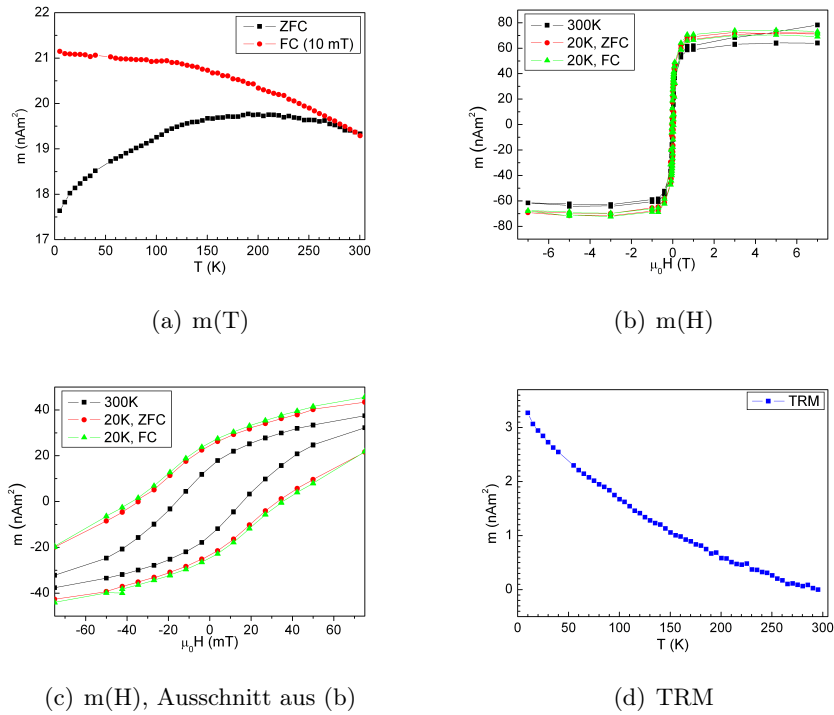 ZFC
FC (10 mT)
22
21
20
19
18
17
m (nAm²)
0 50 100 150 200 250 300
T (K)
(a) m(T)
300K
20K, ZFC
20K, FC
80
60
40
20
0
-20
-40
-60
-80
m (nAm²)
-6 -4 -2 0 2 4 6
μ₀H (T)
(b) m(H)
300K
20K, ZFC
20K, FC
40
20
0
-20
-40
m (nAm²)
-60 -40 -20 0 20 40 60
μ₀H (mT)
(c) m(H), Ausschnitt aus (b)
TRM
3
2
1
0
m (nAm²)
0 50 100 150 200 250 300
T (K)
(d) TRM